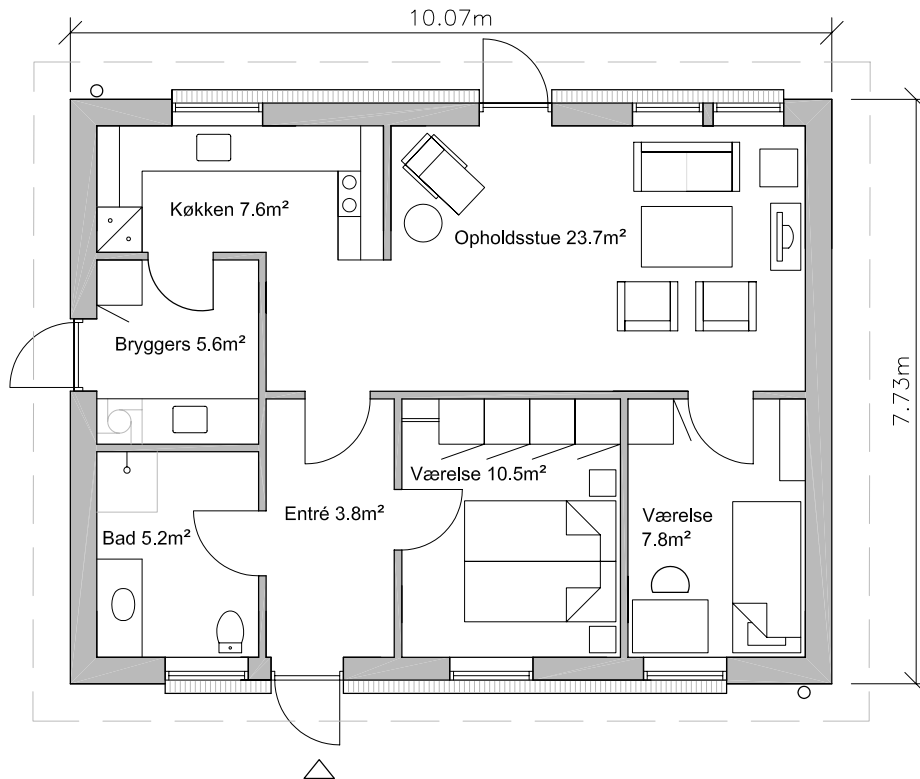 10.07m
Køkken 7.6m²
Opholdsstue 23.7m²
Bryggers 5.6m²
7.73m
Værelse 10.5m²
Entré 3.8m²
Værelse
7.8m²
Bad 5.2m²